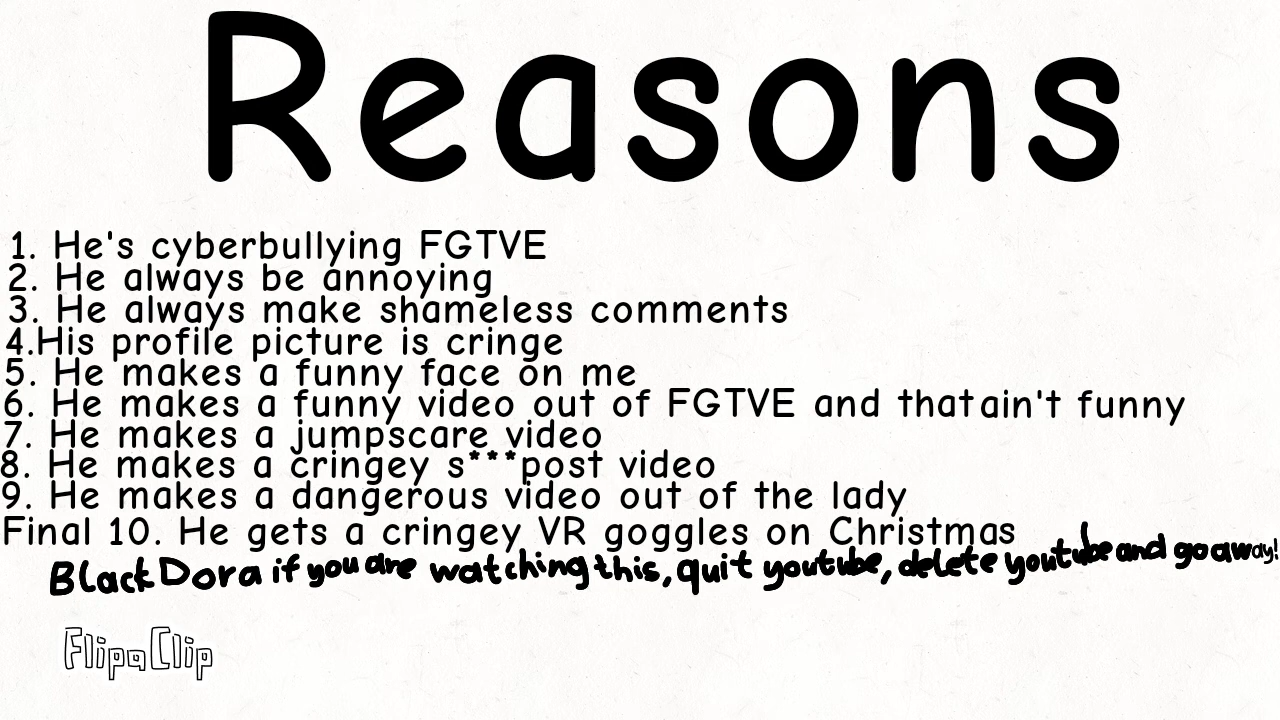 Reasons
1. He's cyberbullying FGTVE
2. He always be annoying
3. He always make shameless comments
4.His profile picture is cringe
5. He makes a funny face on me
6. He makes a funny video out of FGTVE and that ain't funny
7. He makes a jumpscare video
8. He makes a cringey s***post video
9. He makes a dangerous video out of the lady
Final 10. He gets a cringey VR goggles on Christmas
Black Dora if you are watching this, quit youtube, delete youtube and go away!
FlipaClip